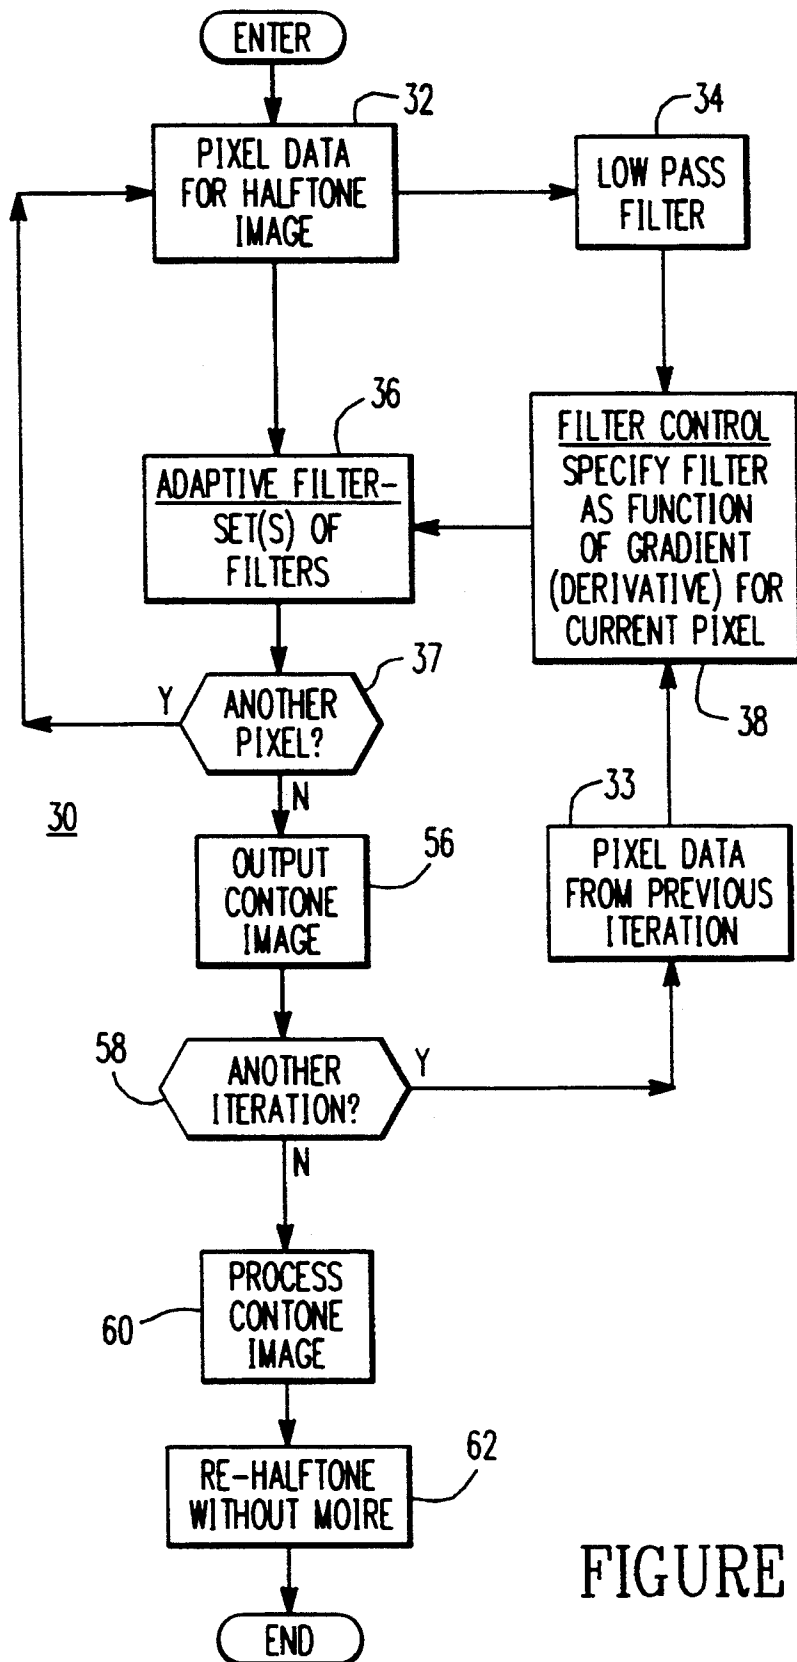 ENTER
32
PIXEL DATA
FOR HALFTONE
IMAGE
34
LOW PASS
FILTER
36
ADAPTIVE FILTER-
SET(S) OF
FILTERS
FILTER CONTROL
SPECIFY FILTER
AS FUNCTION
OF GRADIENT
(DERIVATIVE) FOR
CURRENT PIXEL
38
37
Y
ANOTHER
PIXEL?
N
30
33
PIXEL DATA
FROM PREVIOUS
ITERATION
56
OUTPUT
CONTONE
IMAGE
58
ANOTHER
ITERATION?
Y
N
60
PROCESS
CONTONE
IMAGE
62
RE-HALFTONE
WITHOUT MOIRE
END
FIGURE